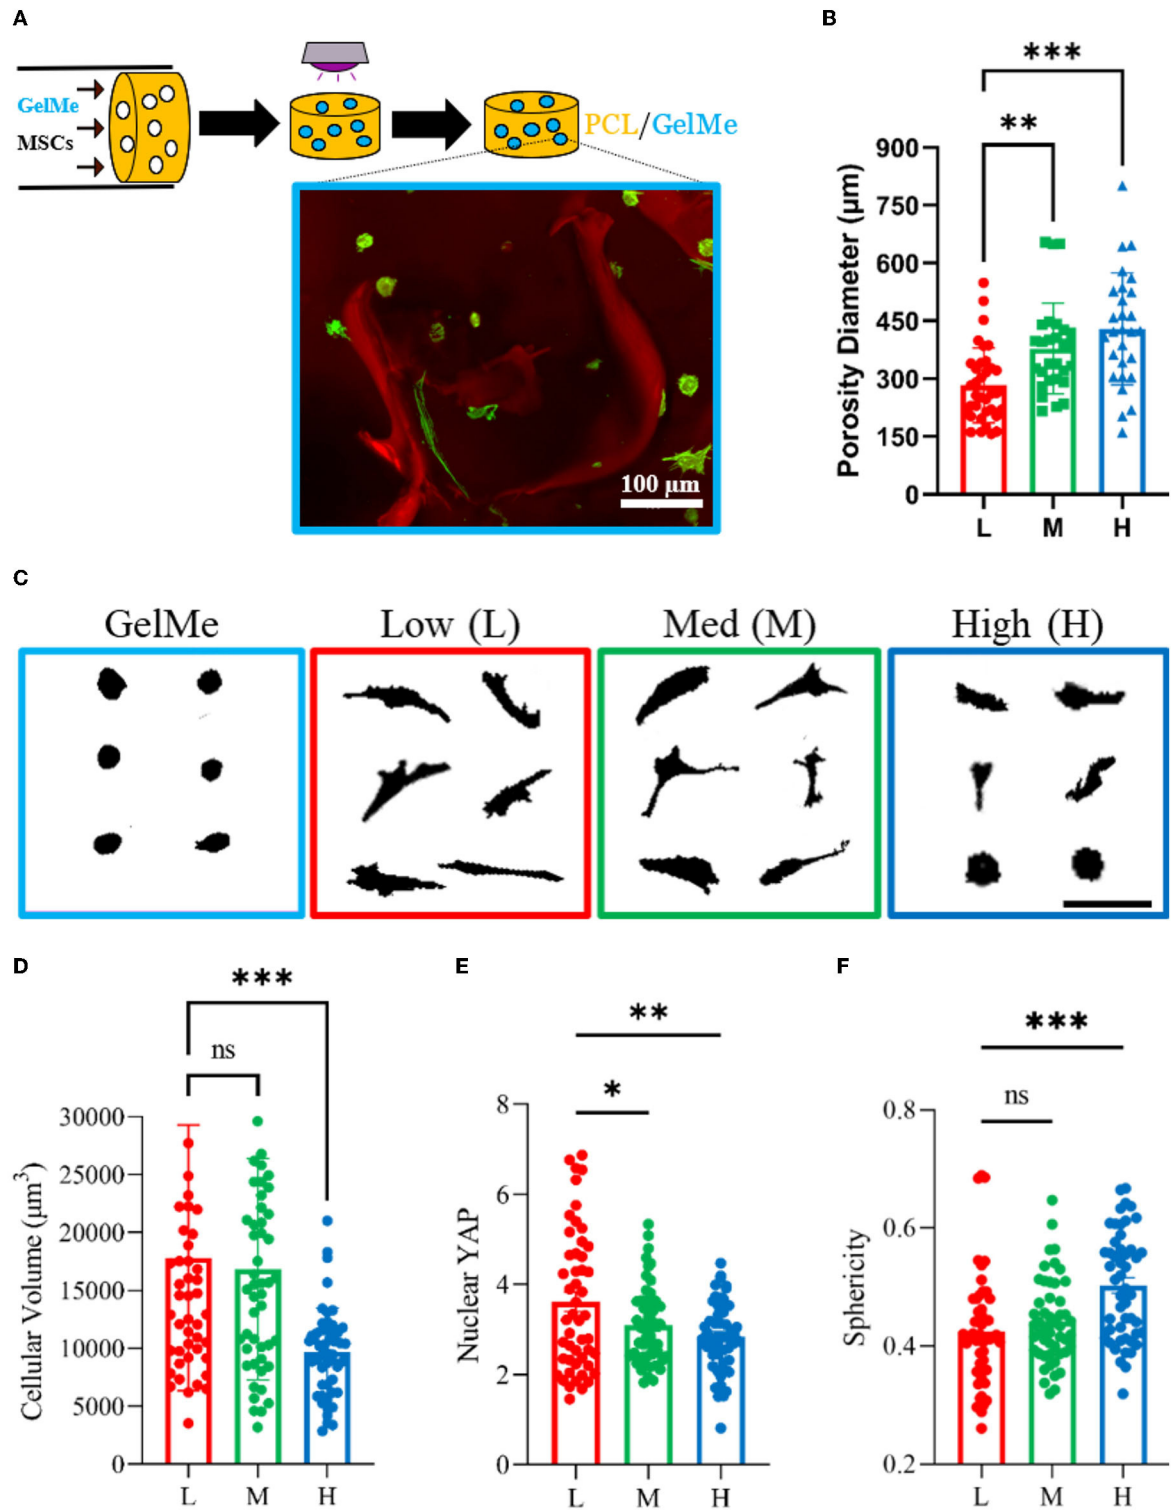 A
GelMe
MSCs
PCL/GelMe
100 µm
B
***
**
Porosity Diameter (µm)
900
750
600
450
300
150
0
L M H
C
GelMe
Low (L)
Med (M)
High (H)
D
***
ns
Cellular Volume (µm³)
30000
25000
20000
15000
10000
5000
0
L M H
E
**
*
Nuclear YAP
8
6
4
2
0
L M H
F
***
ns
Sphericity
0.8
0.6
0.4
0.2
L M H